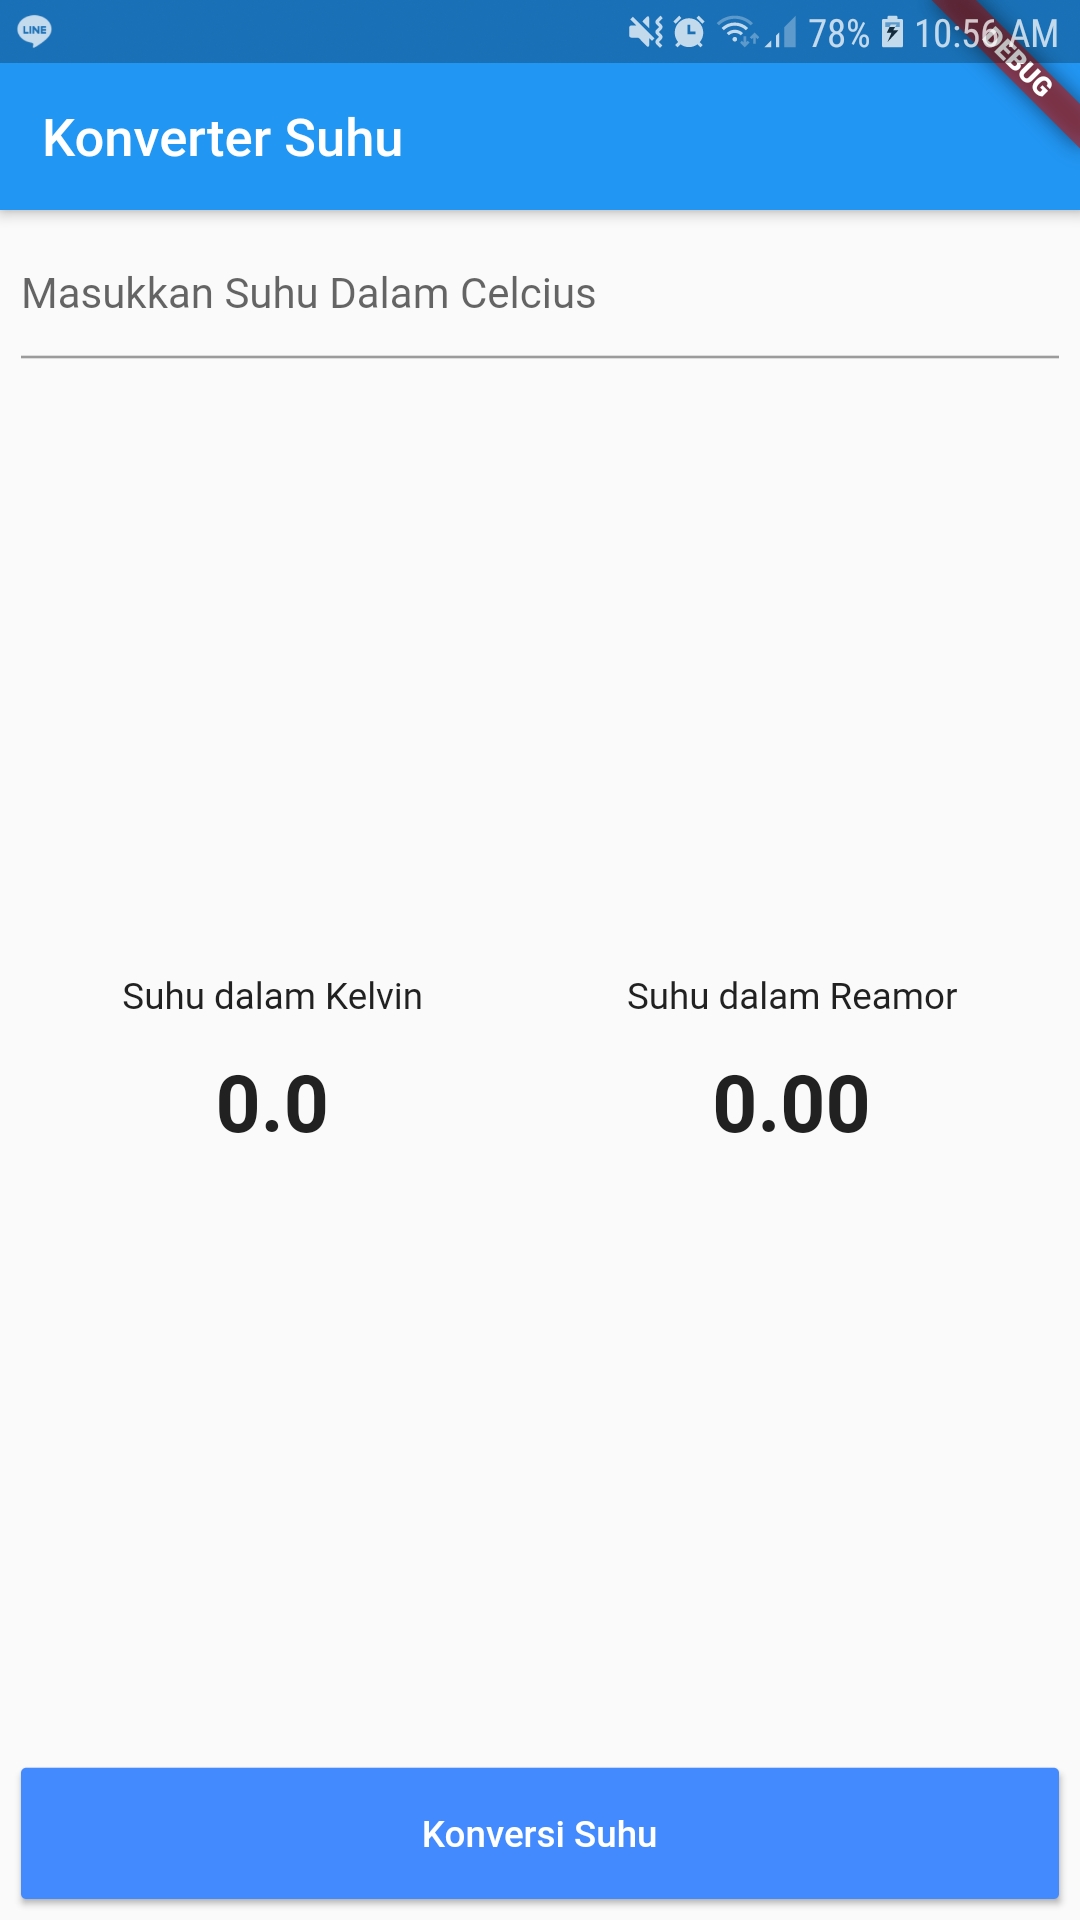 LINE 78% 10:56 AM
DEBUG
Konverter Suhu
Masukkan Suhu Dalam Celcius
Suhu dalam Kelvin Suhu dalam Reamor
0.0 0.00
Konversi Suhu